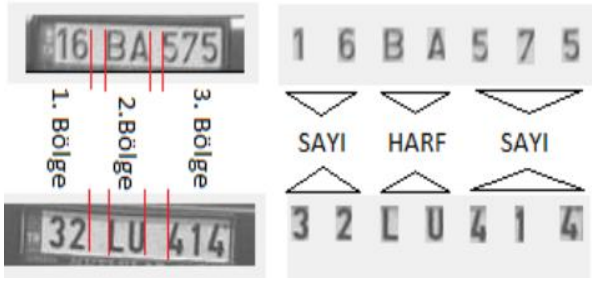 16 BA 575
1 6 B A 5 7 5
1. Bölge
2.Bölge
3. Bölge
SAYI HARF SAYI
32 LU 414
3 2 L U 4 1 4